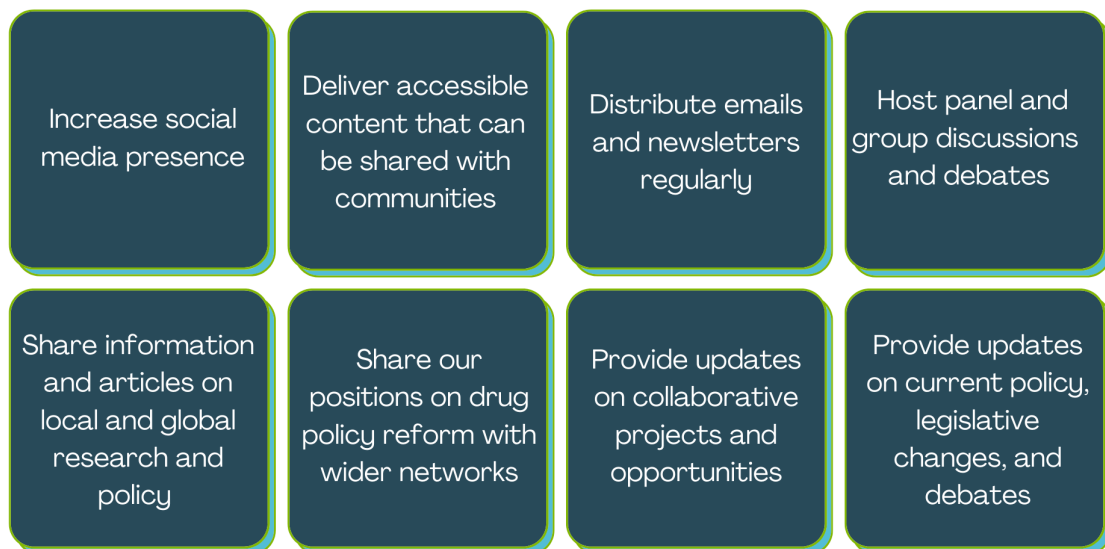 Increase social
media presence
Deliver accessible
content that can
be shared with
communities
Distribute emails
and newsletters
regularly
Host panel and
group discussions
and debates
Share information
and articles on
local and global
research and
policy
Share our
positions on drug
policy reform with
wider networks
Provide updates
on collaborative
projects and
opportunities
Provide updates
on current policy,
legislative
changes, and
debates